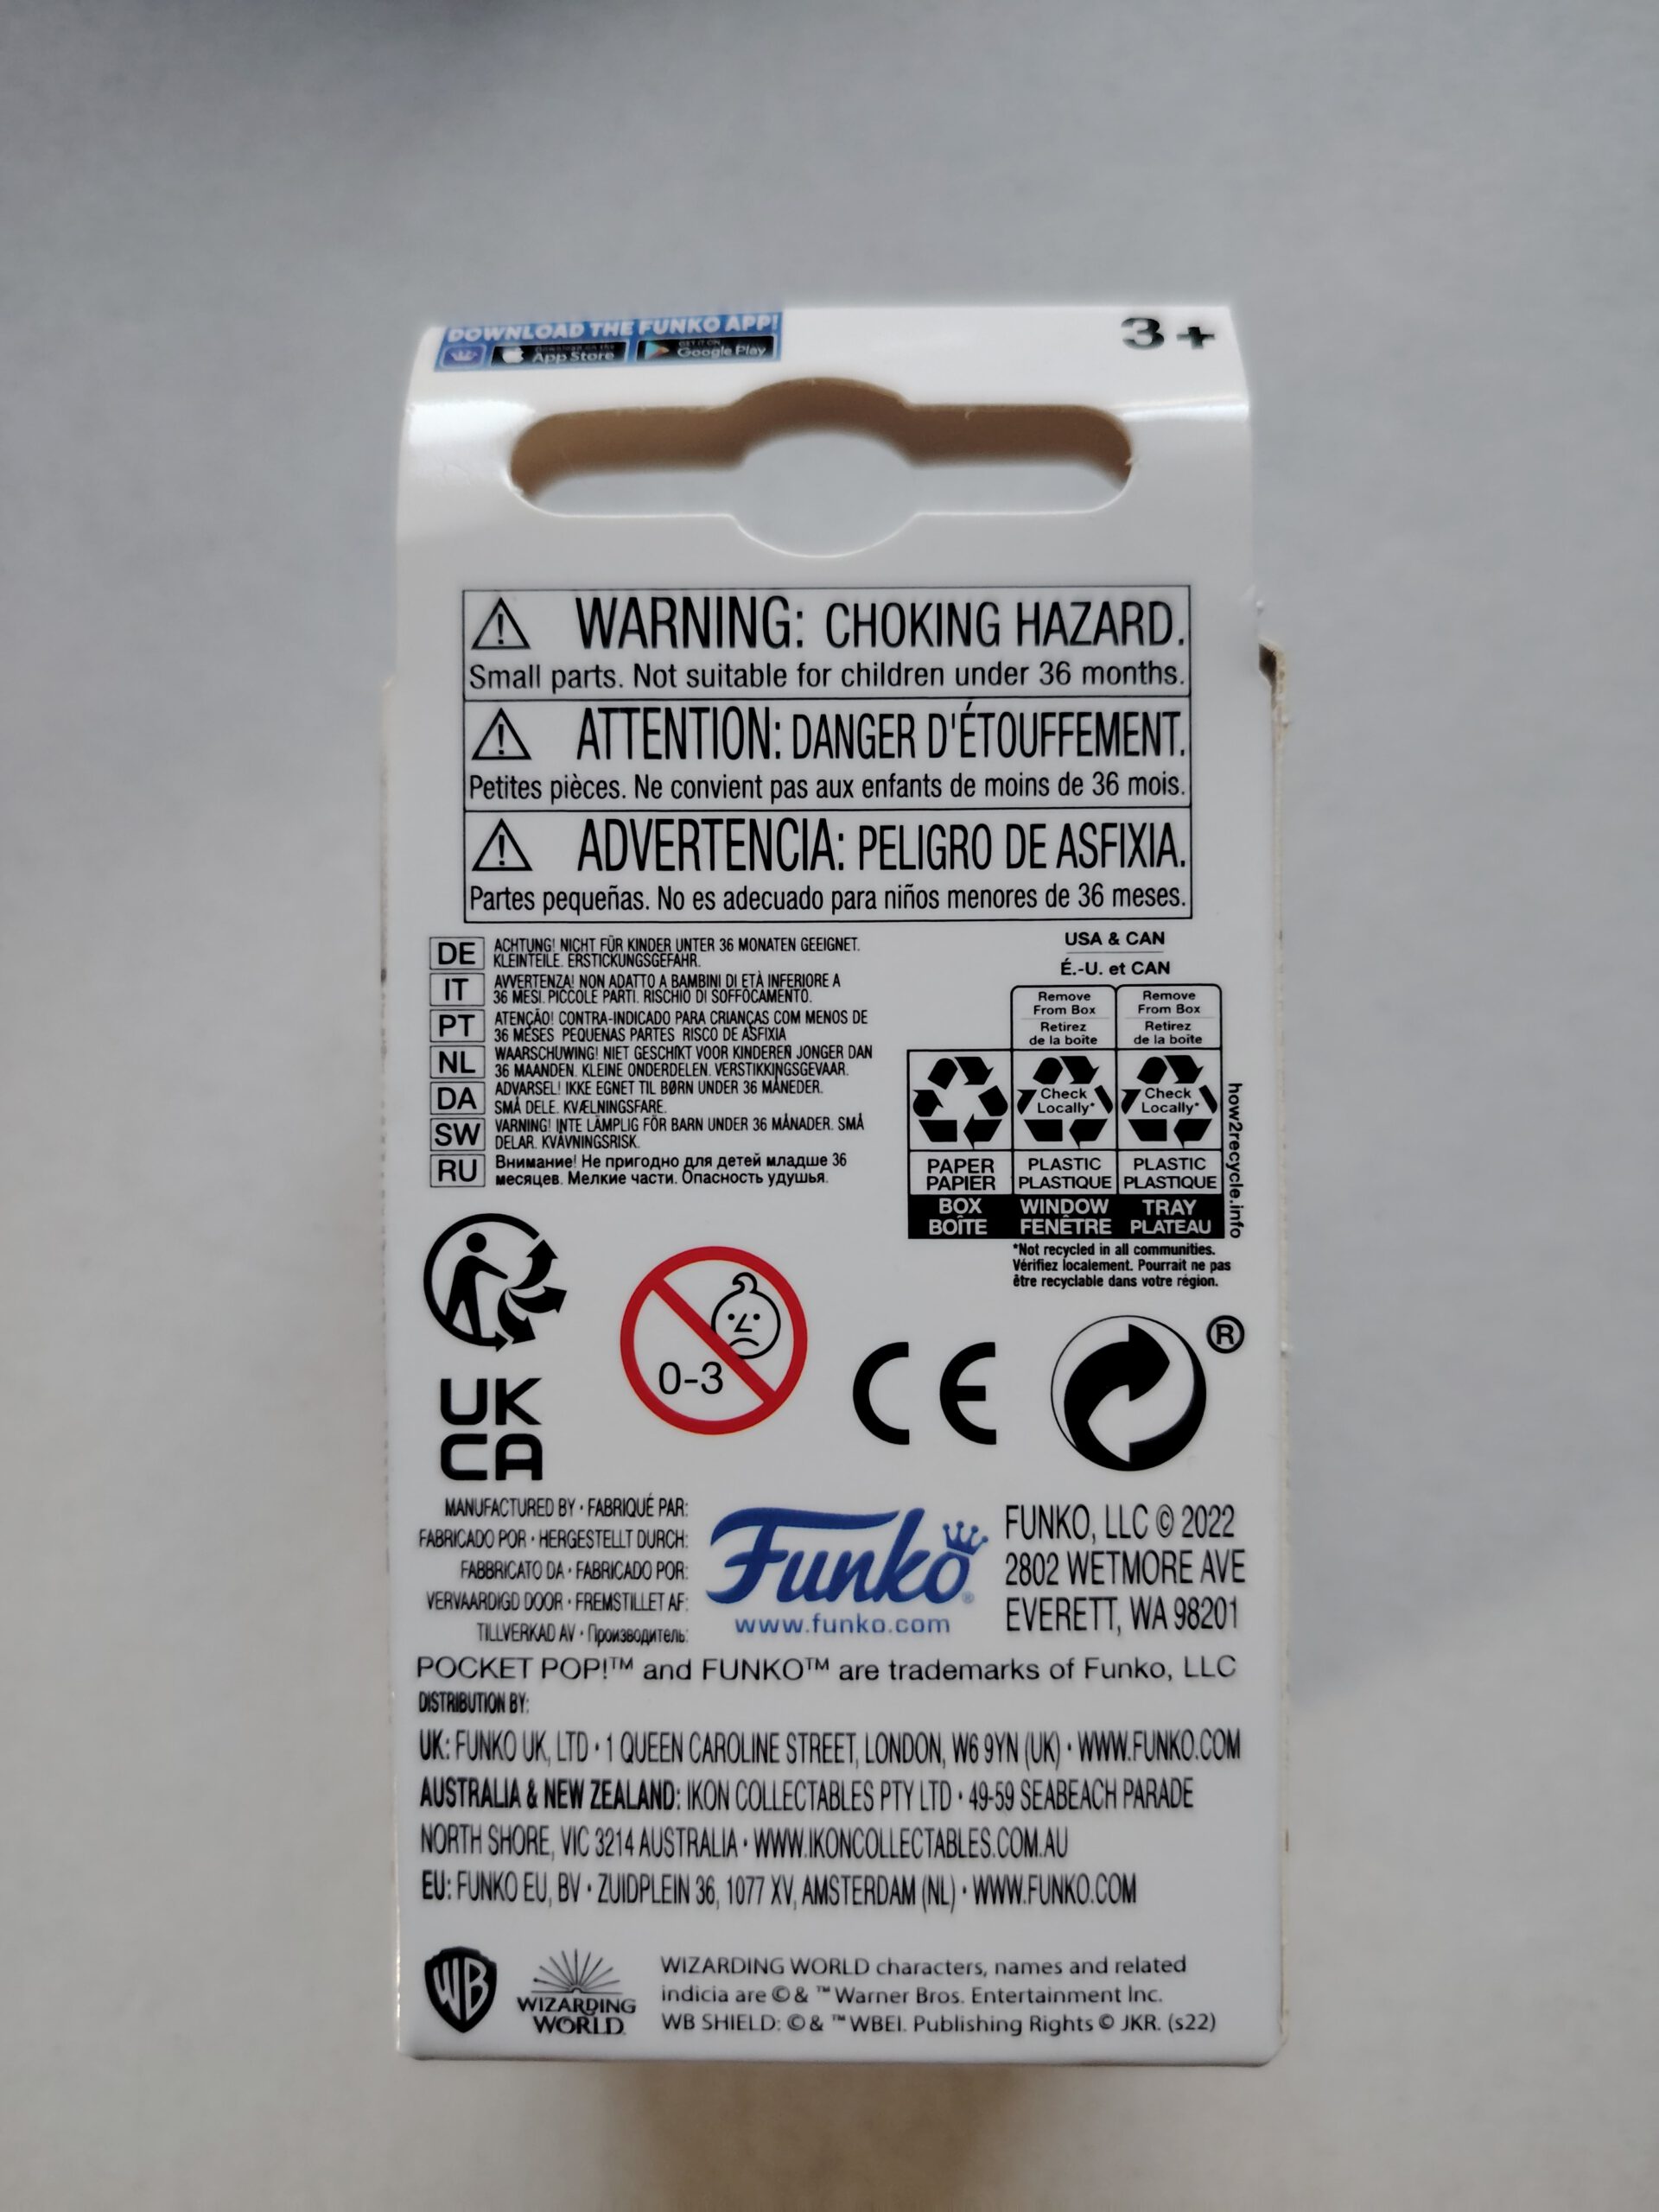 DOWNLOAD THE FUNKO APP!
App Store
GET IT ON
Google Play
3+
WARNING: CHOKING HAZARD.
Small parts. Not suitable for children under 36 months.
ATTENTION: DANGER D'ÉTOUFFEMENT.
Petites pièces. Ne convient pas aux enfants de moins de 36 mois.
ADVERTENCIA: PELIGRO DE ASFIXIA.
Partes pequeñas. No es adecuado para niños menores de 36 meses.
DE
ACHTUNG! NICHT FÜR KINDER UNTER 36 MONATEN GEEIGNET.
KLEINTEILE. ERSTICKUNGSGEFAHR.
IT
AVVERTENZA! NON ADATTO A BAMBINI DI ETÀ INFERIORE A
36 MESI. PICCOLE PARTI. RISCHIO DI SOFFOCAMENTO.
PT
ATENÇÃO! CONTRA-INDICADO PARA CRIANÇAS COM MENOS DE
36 MESES PEQUENAS PARTES RISCO DE ASFIXIA
NL
WAARSCHUWING! NIET GESCHIKT VOOR KINDEREN JONGER DAN
36 MAANDEN. KLEINE ONDERDELEN. VERSTIKKINGSGEVAAR.
DA
ADVARSEL! IKKE EGNET TIL BØRN UNDER 36 MÅNEDER.
SMÅ DELE. KVÆLNINGSFARE.
SW
VARNING! INTE LÄMPLIG FÖR BARN UNDER 36 MÅNADER. SMÅ
DELAR. KVÄVNINGSRISK.
RU
Внимание! Не пригодно для детей младше 36
месяцев. Мелкие части. Опасность удушья.
USA & CAN
É.-U. et CAN
Remove
From Box
Retirez
de la boîte
Remove
From Box
Retirez
de la boîte
Check
Locally*
Check
Locally*
PAPER
PAPIER
PLASTIC
PLASTIQUE
PLASTIC
PLASTIQUE
BOX
BOÎTE
WINDOW
FENÊTRE
TRAY
PLATEAU
how2recycle.info
*Not recycled in all communities.
Vérifiez localement. Pourrait ne pas
être recyclable dans votre région.
0-3
CE
®
UK
CA
MANUFACTURED BY • FABRIQUÉ PAR:
FABRICADO POR • HERGESTELLT DURCH:
FABBRICATO DA • FABRICADO POR:
VERVAARDIGD DOOR • FREMSTILLET AF:
TILLVERKAD AV • Производитель:
Funko®
www.funko.com
FUNKO, LLC © 2022
2802 WETMORE AVE
EVERETT, WA 98201
POCKET POP!™ and FUNKO™ are trademarks of Funko, LLC
DISTRIBUTION BY:
UK: FUNKO UK, LTD • 1 QUEEN CAROLINE STREET, LONDON, W6 9YN (UK) • WWW.FUNKO.COM
AUSTRALIA & NEW ZEALAND: IKON COLLECTABLES PTY LTD • 49-59 SEABEACH PARADE
NORTH SHORE, VIC 3214 AUSTRALIA • WWW.IKONCOLLECTABLES.COM.AU
EU: FUNKO EU, BV • ZUIDPLEIN 36, 1077 XV, AMSTERDAM (NL) • WWW.FUNKO.COM
WB
WIZARDING
WORLD
WIZARDING WORLD characters, names and related
indicia are © & ™ Warner Bros. Entertainment Inc.
WB SHIELD: © & ™ WBEI. Publishing Rights © JKR. (s22)